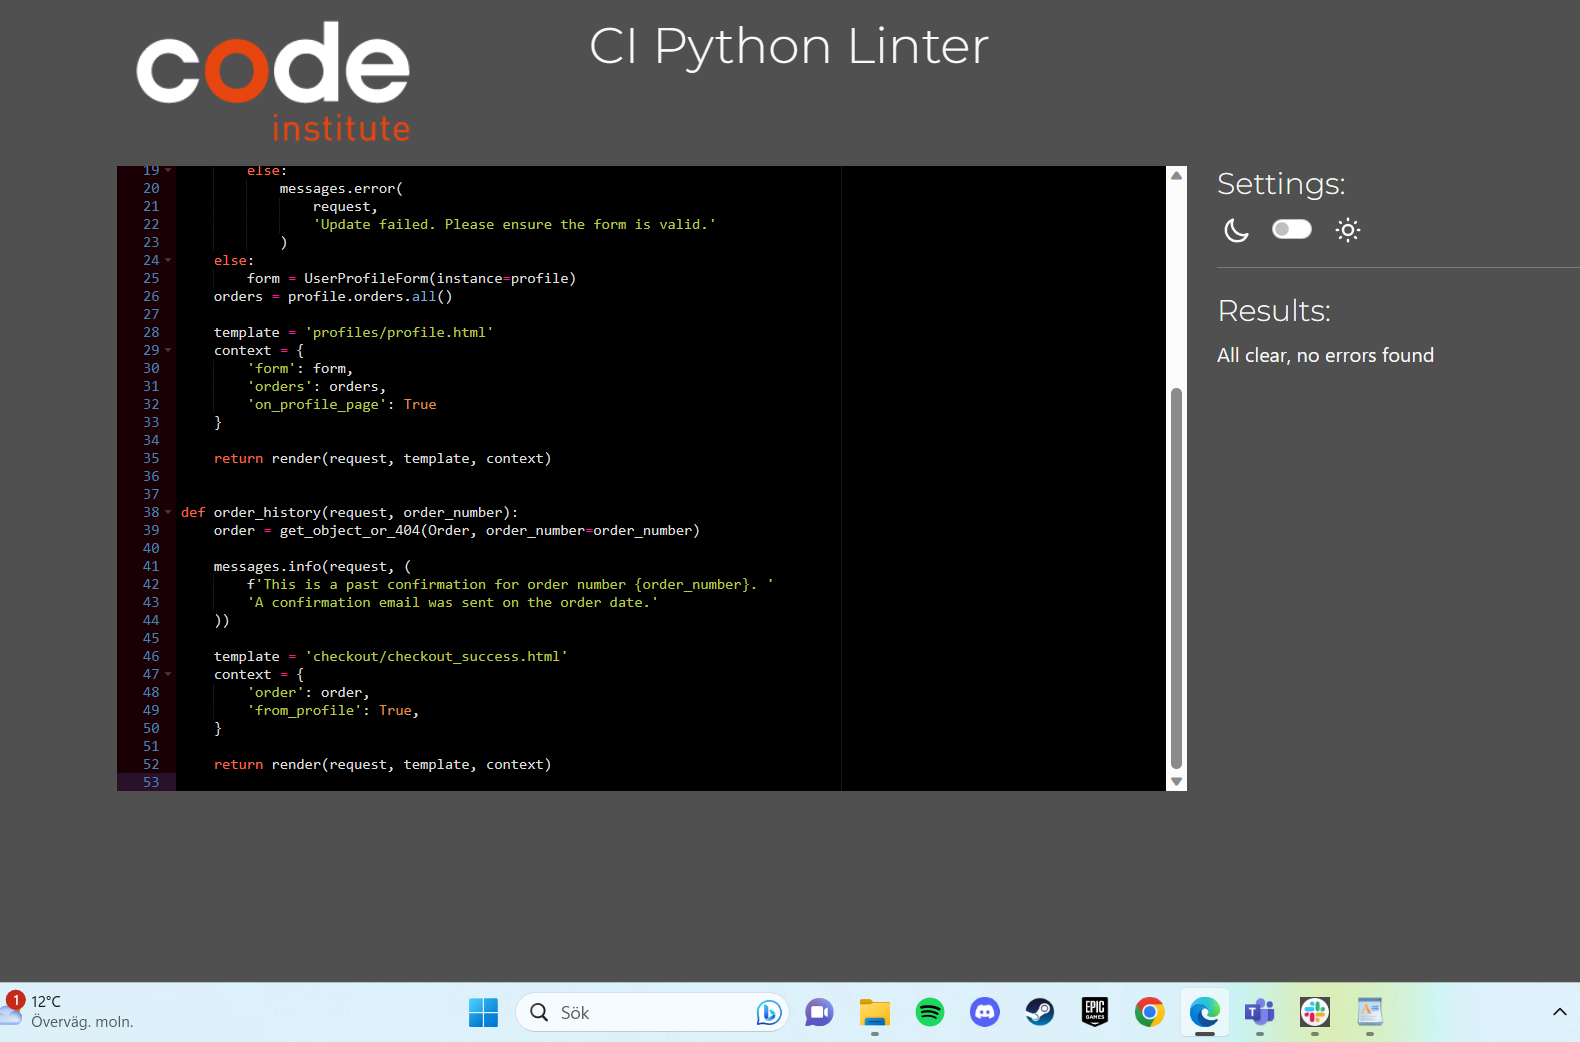 code
institute
CI Python Linter
19 else:
20 messages.error(
21 request,
22 'Update failed. Please ensure the form is valid.'
23 )
24 else:
25 form = UserProfileForm(instance=profile)
26 orders = profile.orders.all()
27
28 template = 'profiles/profile.html'
29 context = {
30 'form': form,
31 'orders': orders,
32 'on_profile_page': True
33 }
34
35 return render(request, template, context)
36
37
38 def order_history(request, order_number):
39 order = get_object_or_404(Order, order_number=order_number)
40
41 messages.info(request, (
42 f'This is a past confirmation for order number {order_number}. '
43 'A confirmation email was sent on the order date.'
44 ))
45
46 template = 'checkout/checkout_success.html'
47 context = {
48 'order': order,
49 'from_profile': True,
50 }
51
52 return render(request, template, context)
53
Settings:
Results:
All clear, no errors found
1
12°C
Överväg. moln.
Sök
EPIC
GAMES